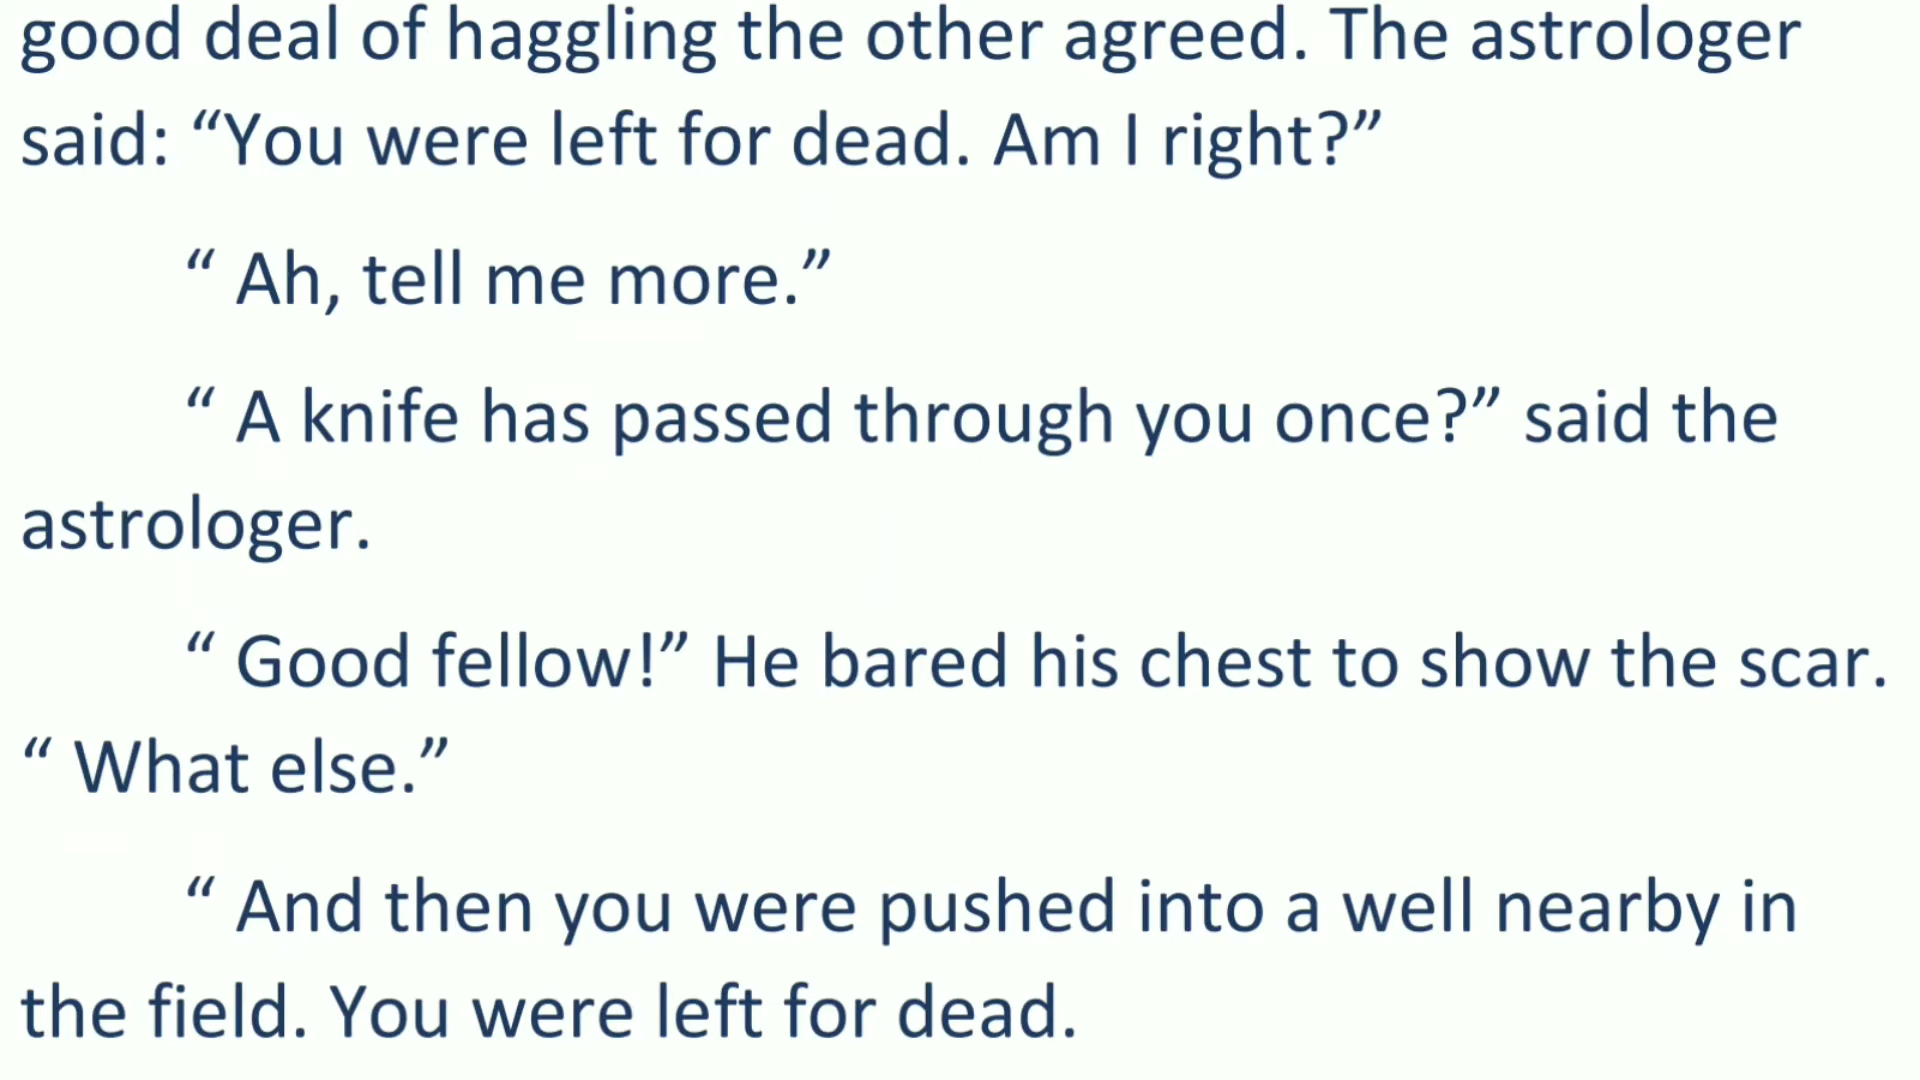 good deal of haggling the other agreed. The astrologer
said: “You were left for dead. Am I right?”
“ Ah, tell me more.”
“ A knife has passed through you once?” said the
astrologer.
“ Good fellow!” He bared his chest to show the scar.
“ What else.”
“ And then you were pushed into a well nearby in
the field. You were left for dead.